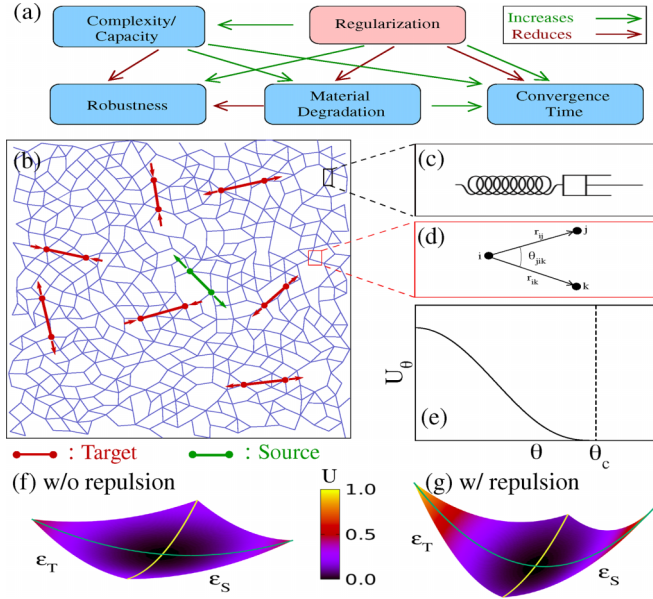 (a)
Complexity/
Capacity
Regularization
Increases
Reduces
Robustness
Material
Degradation
Convergence
Time
(b)
(c)
(d)
i
j
k
r_ij
θ_jik
r_ik
(e)
U_θ
θ
θ_c
: Target
: Source
(f) w/o repulsion
U
1.0
0.5
0.0
ε_T
ε_S
(g) w/ repulsion
ε_T
ε_S